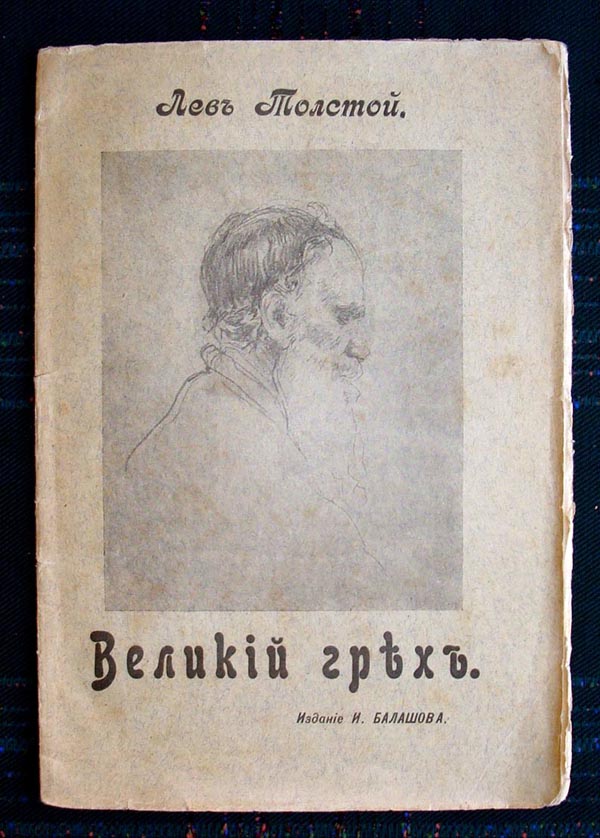 Левъ Толстой.
Великій грѣхъ.
Изданіе И. БАЛАШОВА.